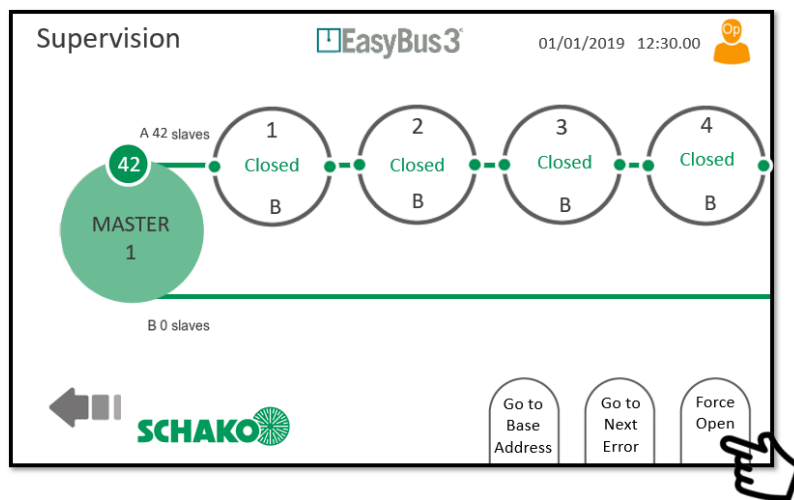 Supervision
EasyBus3
01/01/2019 12:30.00
Op
A 42 slaves
42
MASTER
1
1
Closed
B
2
Closed
B
3
Closed
B
4
Closed
B
B 0 slaves
SCHAKO
Go to
Base
Address
Go to
Next
Error
Force
Open